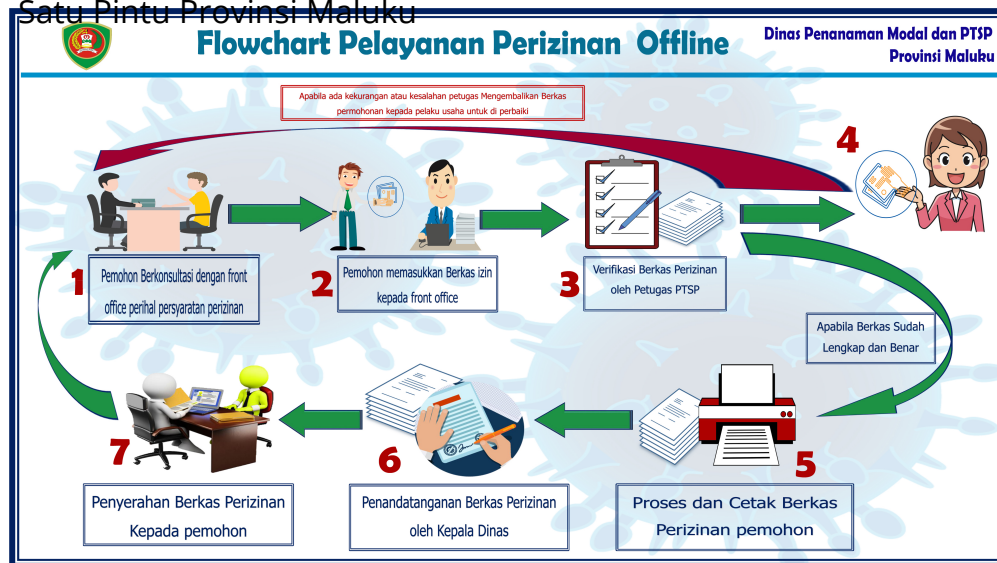 Satu Pintu Provinsi Maluku
Flowchart Pelayanan Perizinan Offline
Dinas Penanaman Modal dan PTSP
Provinsi Maluku
Apabila ada kekurangan atau kesalahan petugas Mengembalikan Berkas
permohonan kepada pelaku usaha untuk di perbaiki
4
1
Pemohon Berkonsultasi dengan front
office perihal persyaratan perizinan
2
Pemohon memasukkan Berkas izin
kepada front office
3
Verifikasi Berkas Perizinan
oleh Petugas PTSP
Apabila Berkas Sudah
Lengkap dan Benar
7
6
5
Penyerahan Berkas Perizinan
Kepada pemohon
Penandatanganan Berkas Perizinan
oleh Kepala Dinas
Proses dan Cetak Berkas
Perizinan pemohon